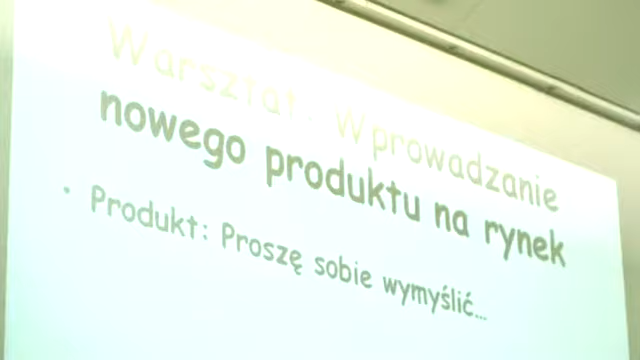 Warsztat: Wprowadzanie
nowego produktu na rynek
• Produkt: Proszę sobie wymyślić...